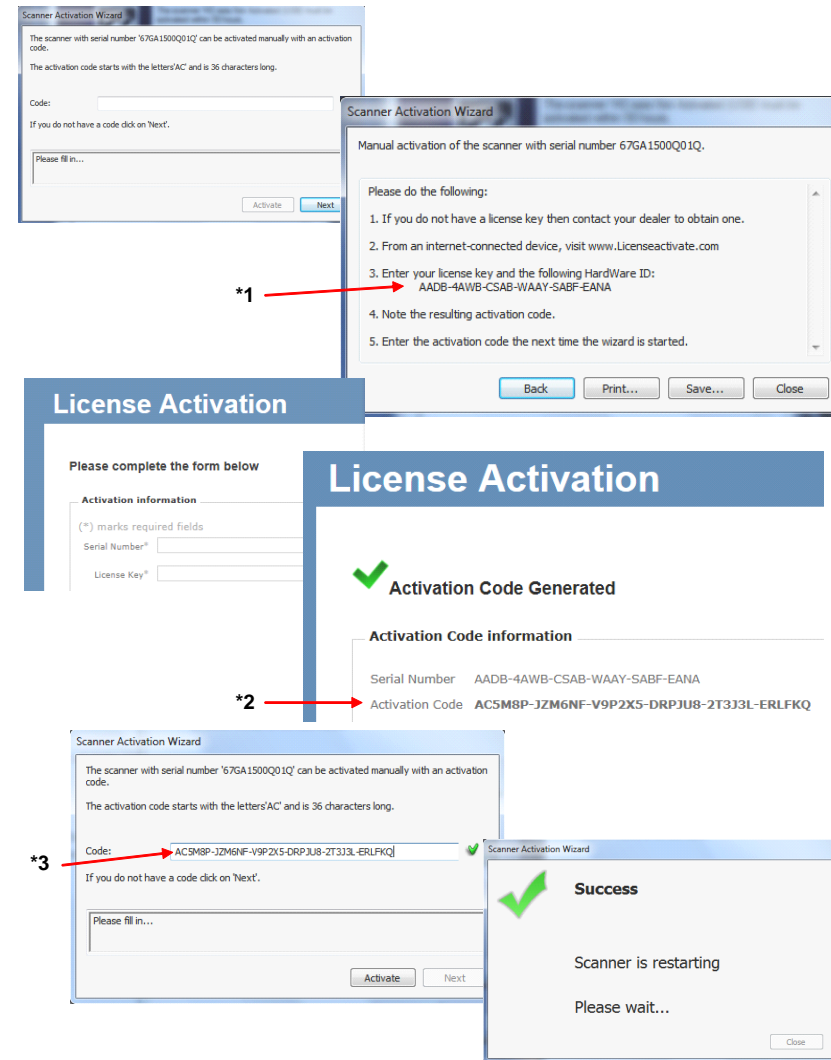 Scanner Activation Wizard
The scanner with serial number '67GA1500Q01Q' can be activated manually with an activation
code.
The activation code starts with the letters'AC' and is 36 characters long.
Code:
If you do not have a code click on 'Next'.
Please fill in...
Activate Next
Scanner Activation Wizard
Manual activation of the scanner with serial number 67GA1500Q01Q.
Please do the following:
1. If you do not have a license key then contact your dealer to obtain one.
2. From an internet-connected device, visit www.Licenseactivate.com
3. Enter your license key and the following HardWare ID:
AADB-4AWB-CSAB-WAAY-SABF-EANA
*1
4. Note the resulting activation code.
5. Enter the activation code the next time the wizard is started.
Back Print... Save... Close
License Activation
Please complete the form below
Activation information
(*) marks required fields
Serial Number*
License Key*
License Activation
Activation Code Generated
Activation Code information
Serial Number AADB-4AWB-CSAB-WAAY-SABF-EANA
*2
Activation Code AC5M8P-JZM6NF-V9P2X5-DRPJU8-2T3J3L-ERLFKQ
Scanner Activation Wizard
The scanner with serial number '67GA1500Q01Q' can be activated manually with an activation
code.
The activation code starts with the letters'AC' and is 36 characters long.
*3
Code: AC5M8P-JZM6NF-V9P2X5-DRPJU8-2T3J3L-ERLFKQ
If you do not have a code click on 'Next'.
Please fill in...
Activate Next
Scanner Activation Wizard
Success
Scanner is restarting
Please wait...
Close